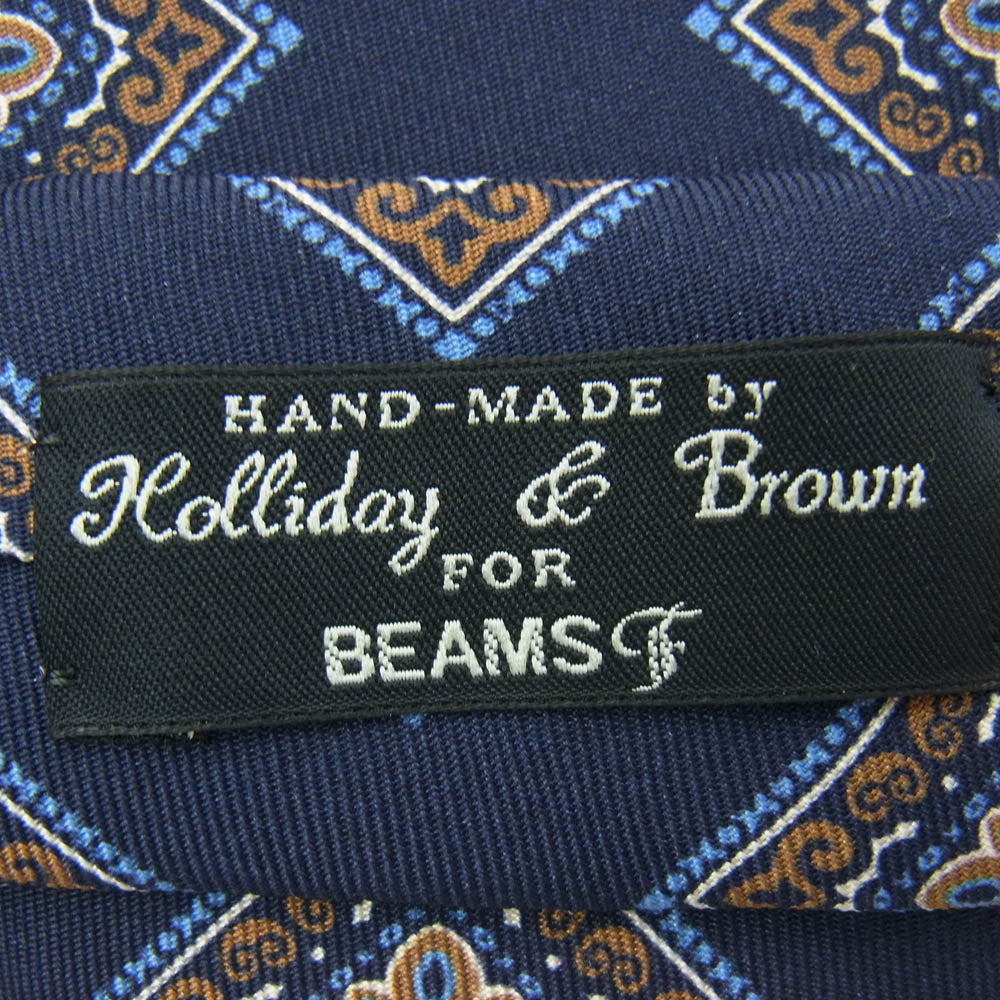 HAND-MADE by
Holliday & Brown
FOR
BEAMS F